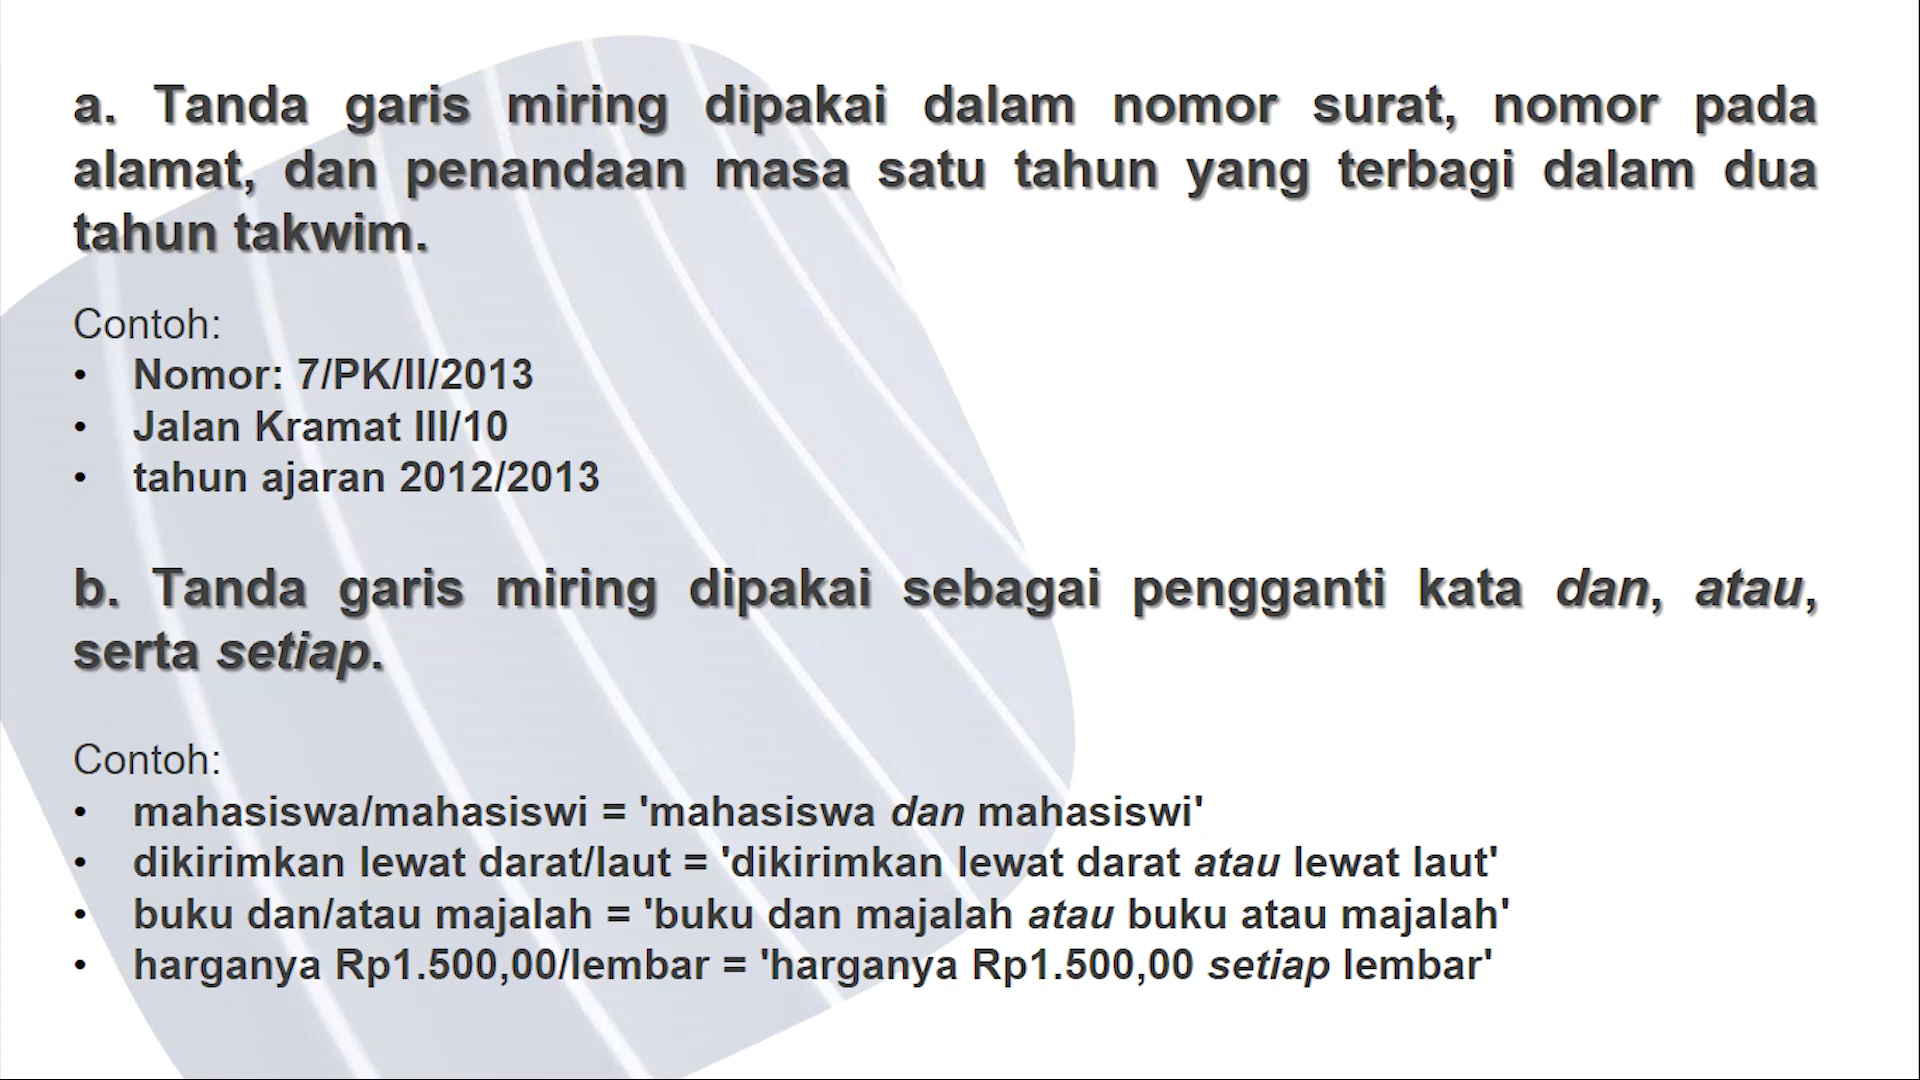 a. Tanda garis miring dipakai dalam nomor surat, nomor pada
alamat, dan penandaan masa satu tahun yang terbagi dalam dua
tahun takwim.
Contoh:
• Nomor: 7/PK/II/2013
• Jalan Kramat III/10
• tahun ajaran 2012/2013
b. Tanda garis miring dipakai sebagai pengganti kata dan, atau,
serta setiap.
Contoh:
• mahasiswa/mahasiswi = 'mahasiswa dan mahasiswi'
• dikirimkan lewat darat/laut = 'dikirimkan lewat darat atau lewat laut'
• buku dan/atau majalah = 'buku dan majalah atau buku atau majalah'
• harganya Rp1.500,00/lembar = 'harganya Rp1.500,00 setiap lembar'